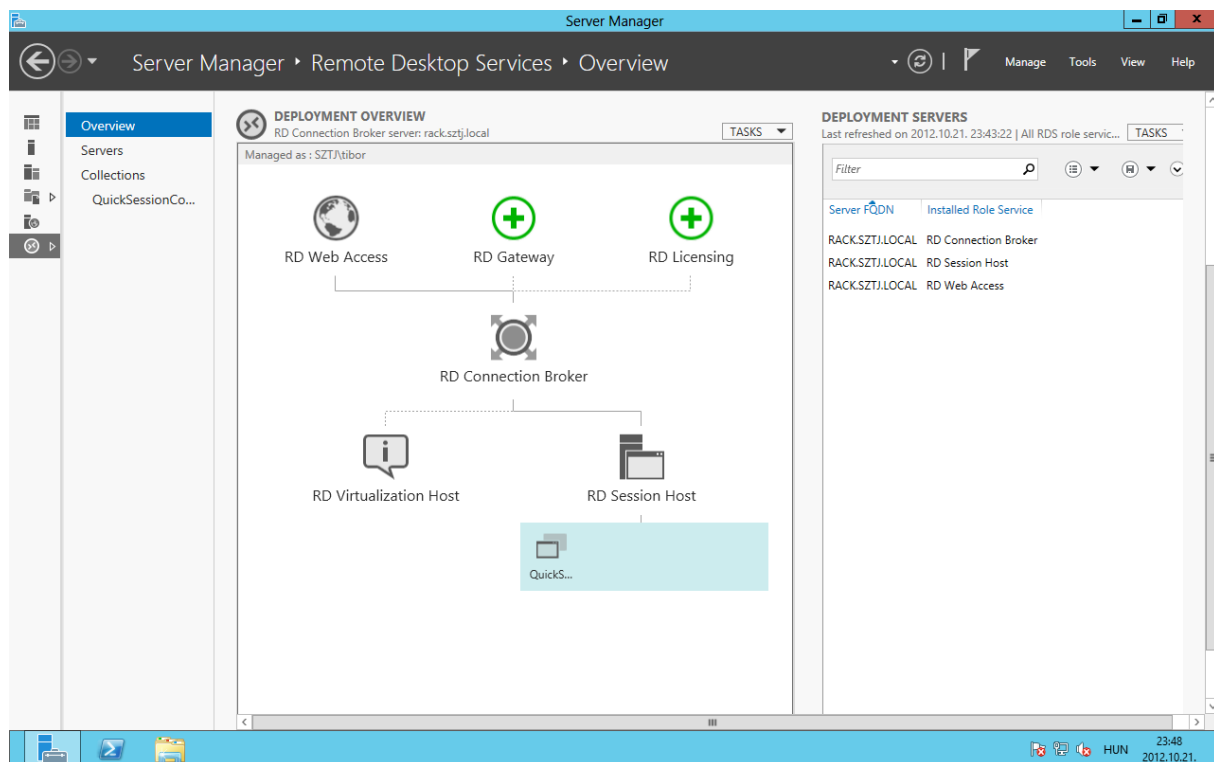 Server Manager
Server Manager ‣ Remote Desktop Services ‣ Overview
Manage Tools View Help
Overview
Servers
Collections
QuickSessionCo...
DEPLOYMENT OVERVIEW
RD Connection Broker server: rack.sztj.local
TASKS
Managed as : SZTJ\tibor
RD Web Access
RD Gateway
RD Licensing
RD Connection Broker
RD Virtualization Host
RD Session Host
QuickS...
DEPLOYMENT SERVERS
Last refreshed on 2012.10.21. 23:43:22 | All RDS role servic...
TASKS
Filter
Server FQDN Installed Role Service
RACK.SZTJ.LOCAL RD Connection Broker
RACK.SZTJ.LOCAL RD Session Host
RACK.SZTJ.LOCAL RD Web Access
HUN
23:48
2012.10.21.